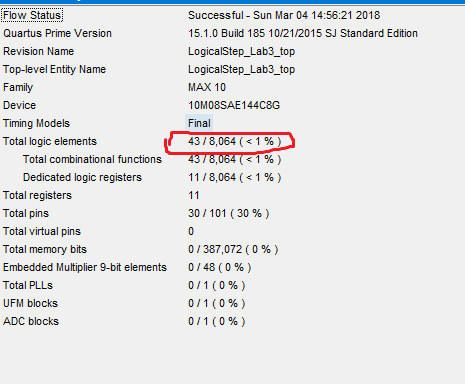 Flow Status Successful - Sun Mar 04 14:56:21 2018
Quartus Prime Version 15.1.0 Build 185 10/21/2015 SJ Standard Edition
Revision Name LogicalStep_Lab3_top
Top-level Entity Name LogicalStep_Lab3_top
Family MAX 10
Device 10M08SAE144C8G
Timing Models Final
Total logic elements 43 / 8,064 ( < 1 % )
Total combinational functions 43 / 8,064 ( < 1 % )
Dedicated logic registers 11 / 8,064 ( < 1 % )
Total registers 11
Total pins 30 / 101 ( 30 % )
Total virtual pins 0
Total memory bits 0 / 387,072 ( 0 % )
Embedded Multiplier 9-bit elements 0 / 48 ( 0 % )
Total PLLs 0 / 1 ( 0 % )
UFM blocks 0 / 1 ( 0 % )
ADC blocks 0 / 1 ( 0 % )